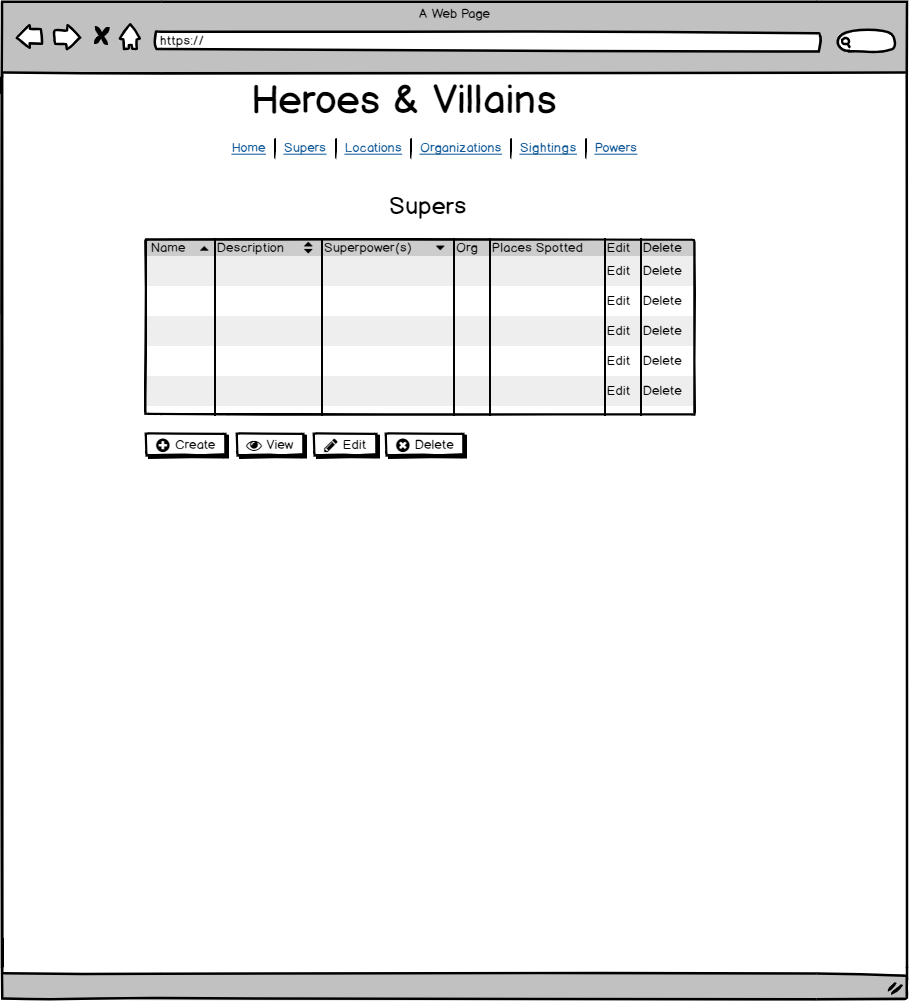 A Web Page
https://
Heroes & Villains
Home Supers Locations Organizations Sightings Powers
Supers
Name Description Superpower(s) Org Places Spotted Edit Delete
Edit Delete
Edit Delete
Edit Delete
Edit Delete
Edit Delete
Create View Edit Delete